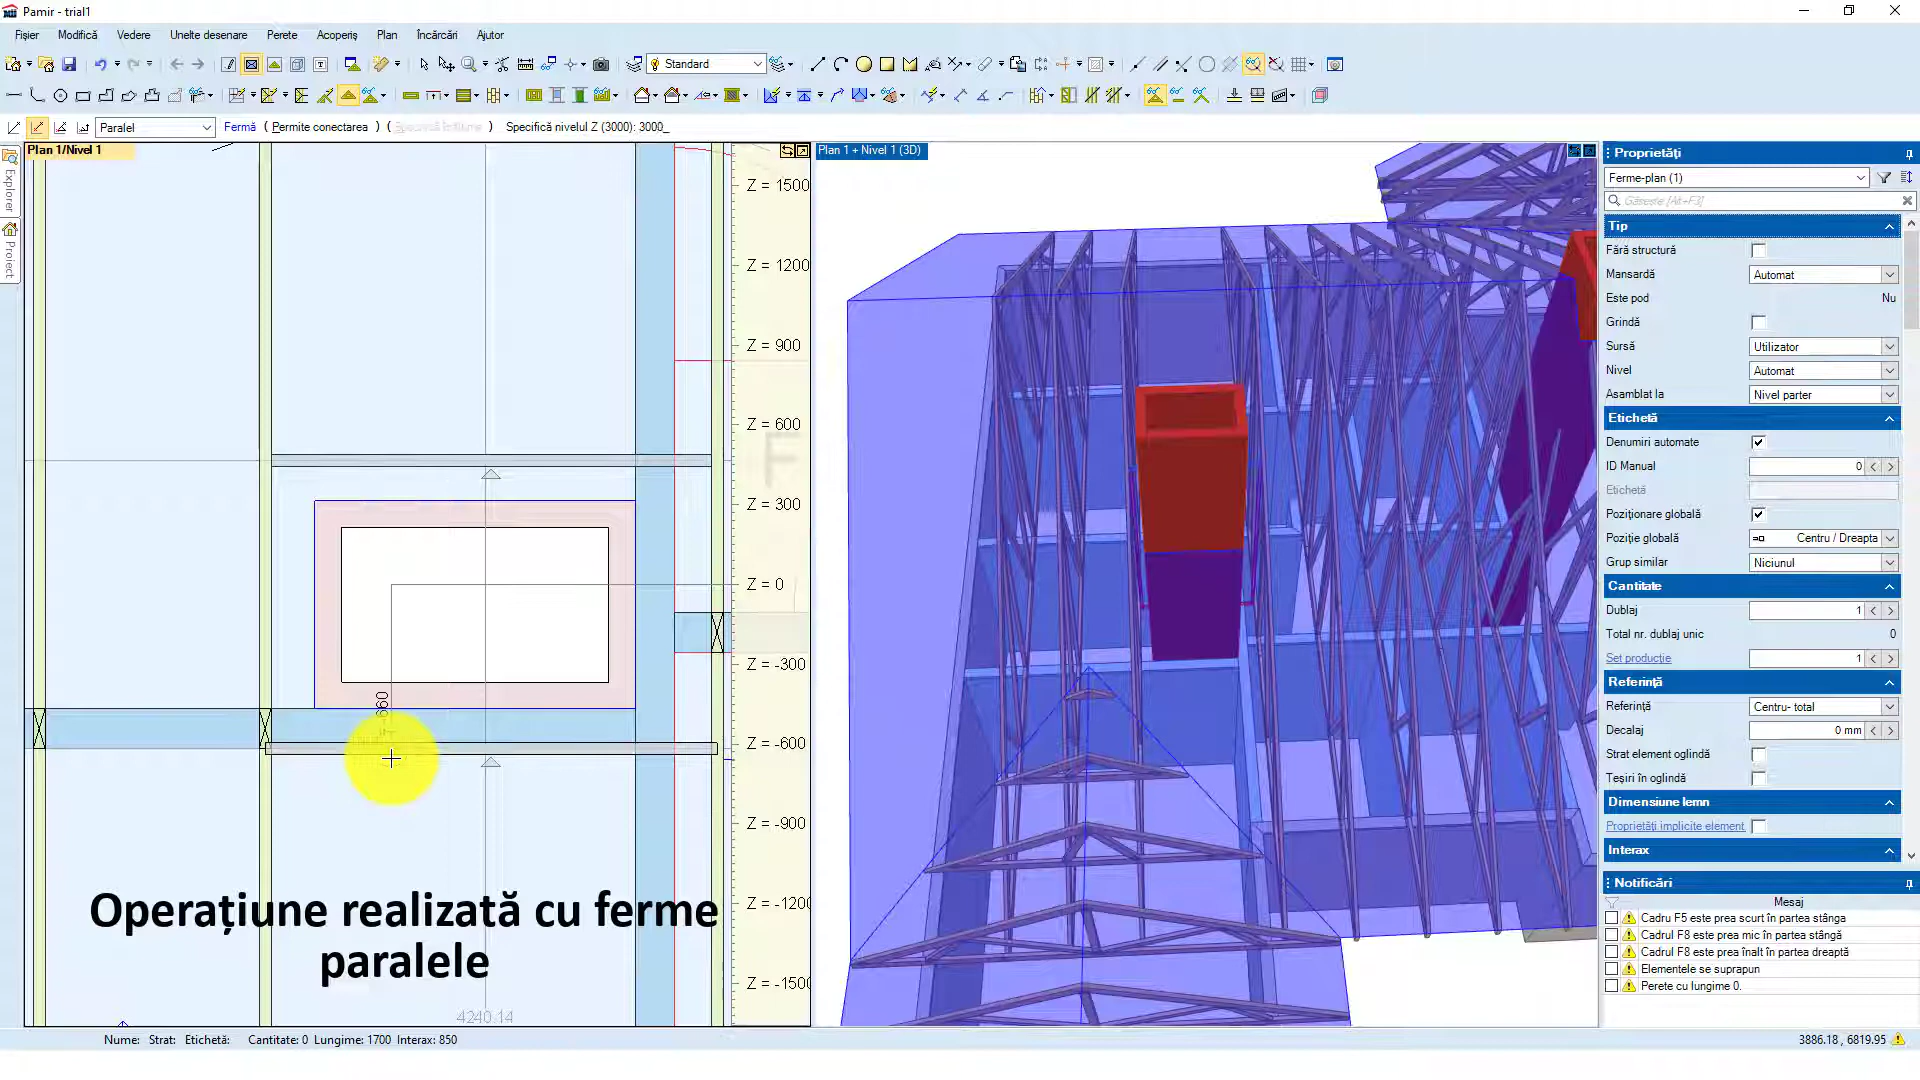 Pamir - trial1
Fișier Modifică Vedere Unelte desenare Perete Acoperiș Plan Încărcări Ajutor
Standard
Paralel Fermă ( Permite conectarea ) ( ) Specifică nivelul Z (3000): 3000_
Plan 1/Nivel 1
Plan 1 + Nivel 1 (3D)
Explorer
Project
Z = 1500
Z = 1200
Z = 900
Z = 600
Z = 300
Z = 0
Z = -300
Z = -600
Z = -900
Z = -1200
Z = -1500
F
4240.14
Operațiune realizată cu ferme
paralele
Proprietăți
Ferme-plan (1)
Găsește [Alt+F3]
Tip
Fără structură
Mansardă Automat
Este pod Nu
Grindă
Sursă Utilizator
Nivel Automat
Asamblat la Nivel parter
Etichetă
Denumiri automate
ID Manual 0
Etichetă
Poziționare globală
Poziție globală Centru / Dreapta
Grup similar Niciunul
Cantitate
Dublaj 1
Total nr. dublaj unic 0
Set producție 1
Referință
Referință Centru- total
Decalaj 0 mm
Strat element oglindă
Teșiri în oglindă
Dimensiune lemn
Proprietăți implicite element
Interax
Notificări
Mesaj
Cadru F5 este prea scurt în partea stânga
Cadrul F8 este prea mic în partea stângă
Cadrul F8 este prea înalt în partea dreaptă
Elementele se suprapun
Perete cu lungime 0.
Nume: Strat: Etichetă: Cantitate: 0 Lungime: 1700 Interax: 850
3886.18 , 6819.95